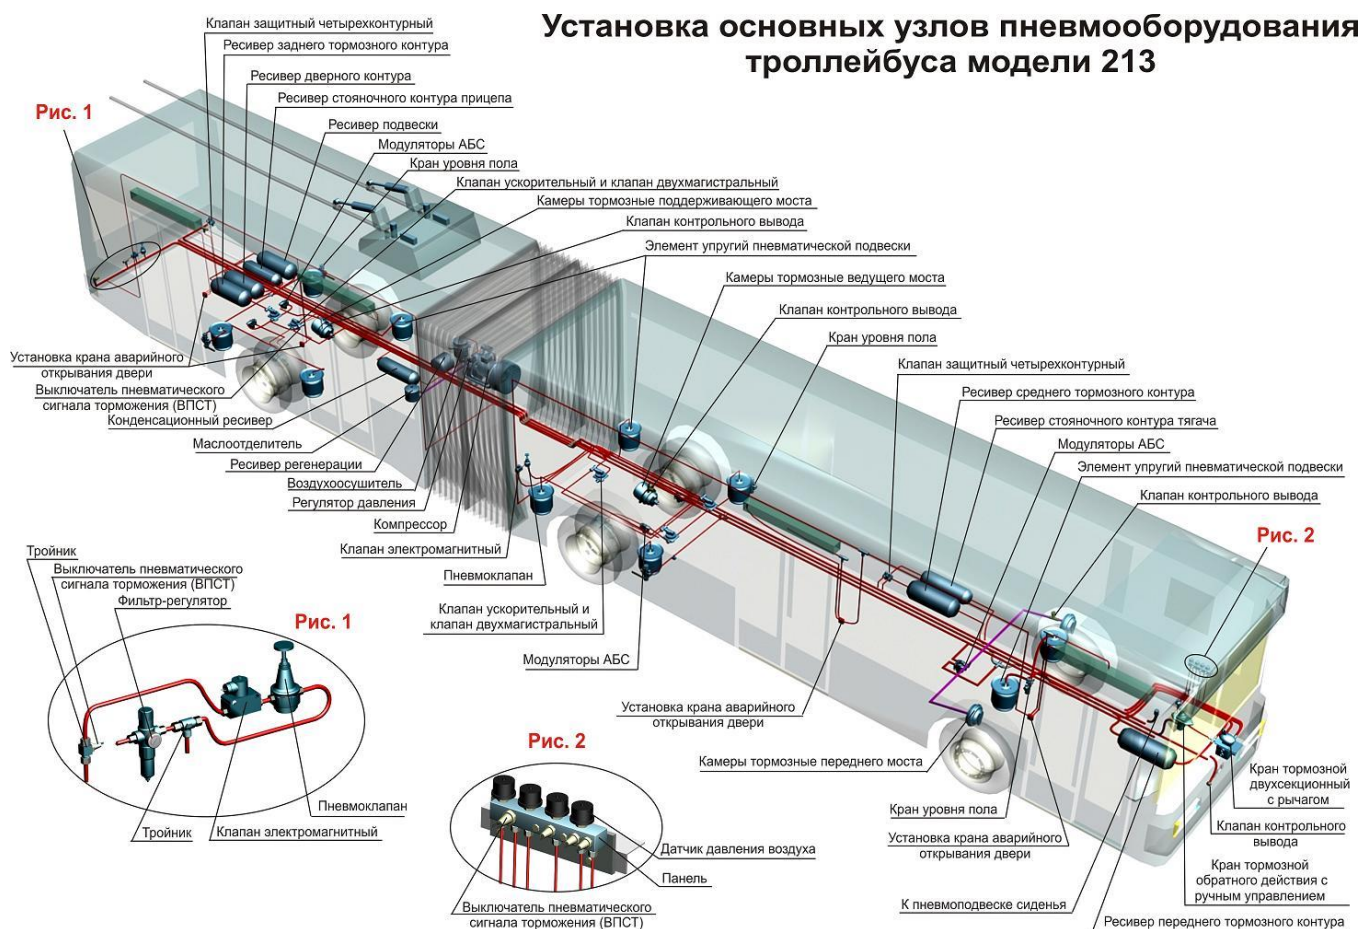 Установка основных узлов пневмооборудования
троллейбуса модели 213
Клапан защитный четырехконтурный
Ресивер заднего тормозного контура
Ресивер дверного контура
Ресивер стояночного контура прицепа
Ресивер подвески
Модуляторы АБС
Кран уровня пола
Клапан ускорительный и клапан двухмагистральный
Камеры тормозные поддерживающего моста
Клапан контрольного вывода
Элемент упругий пневматической подвески
Камеры тормозные ведущего моста
Клапан контрольного вывода
Кран уровня пола
Клапан защитный четырехконтурный
Ресивер среднего тормозного контура
Ресивер стояночного контура тягача
Модуляторы АБС
Элемент упругий пневматической подвески
Клапан контрольного вывода
Рис. 1
Рис. 2
Установка крана аварийного
открывания двери
Выключатель пневматического
сигнала торможения (ВПСТ)
Конденсационный ресивер
Маслоотделитель
Ресивер регенерации
Воздухоосушитель
Регулятор давления
Компрессор
Клапан электромагнитный
Пневмоклапан
Клапан ускорительный и
клапан двухмагистральный
Модуляторы АБС
Установка крана аварийного
открывания двери
Камеры тормозные переднего моста
Кран уровня пола
Установка крана аварийного
открывания двери
К пневмоподвеске сиденья
Кран тормозной
двухсекционный
с рычагом
Клапан контрольного
вывода
Кран тормозной
обратного действия с
ручным управлением
Ресивер переднего тормозного контура
Тройник
Выключатель пневматического
сигнала торможения (ВПСТ)
Фильтр-регулятор
Рис. 1
Пневмоклапан
Тройник
Клапан электромагнитный
Рис. 2
Датчик давления воздуха
Панель
Выключатель пневматического
сигнала торможения (ВПСТ)